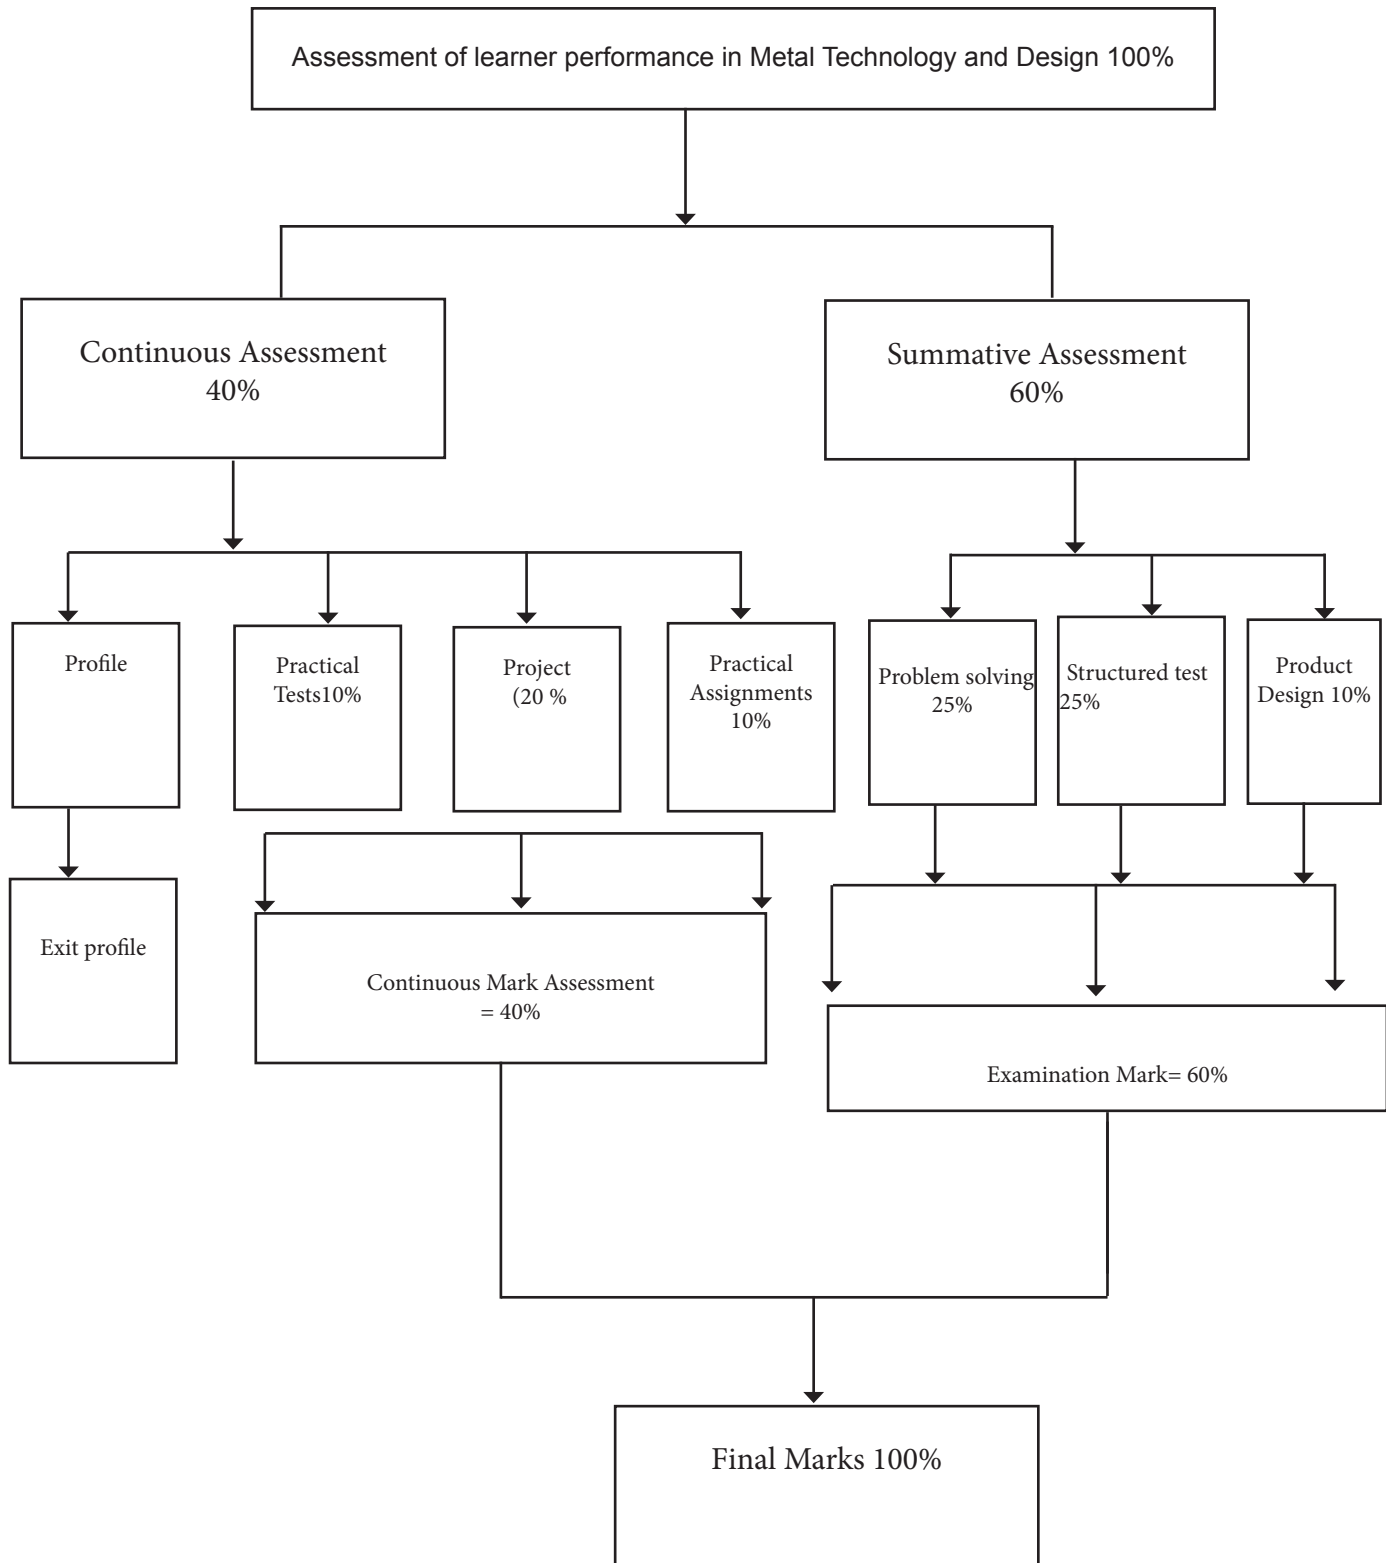 Assessment of learner performance in Metal Technology and Design 100%
Continuous Assessment
40%
Summative Assessment
60%
Profile
Practical
Tests10%
Project
(20 %
Practical
Assignments
10%
Problem solving
25%
Structured test
25%
Product
Design 10%
Exit profile
Continuous Mark Assessment
= 40%
Examination Mark= 60%
Final Marks 100%